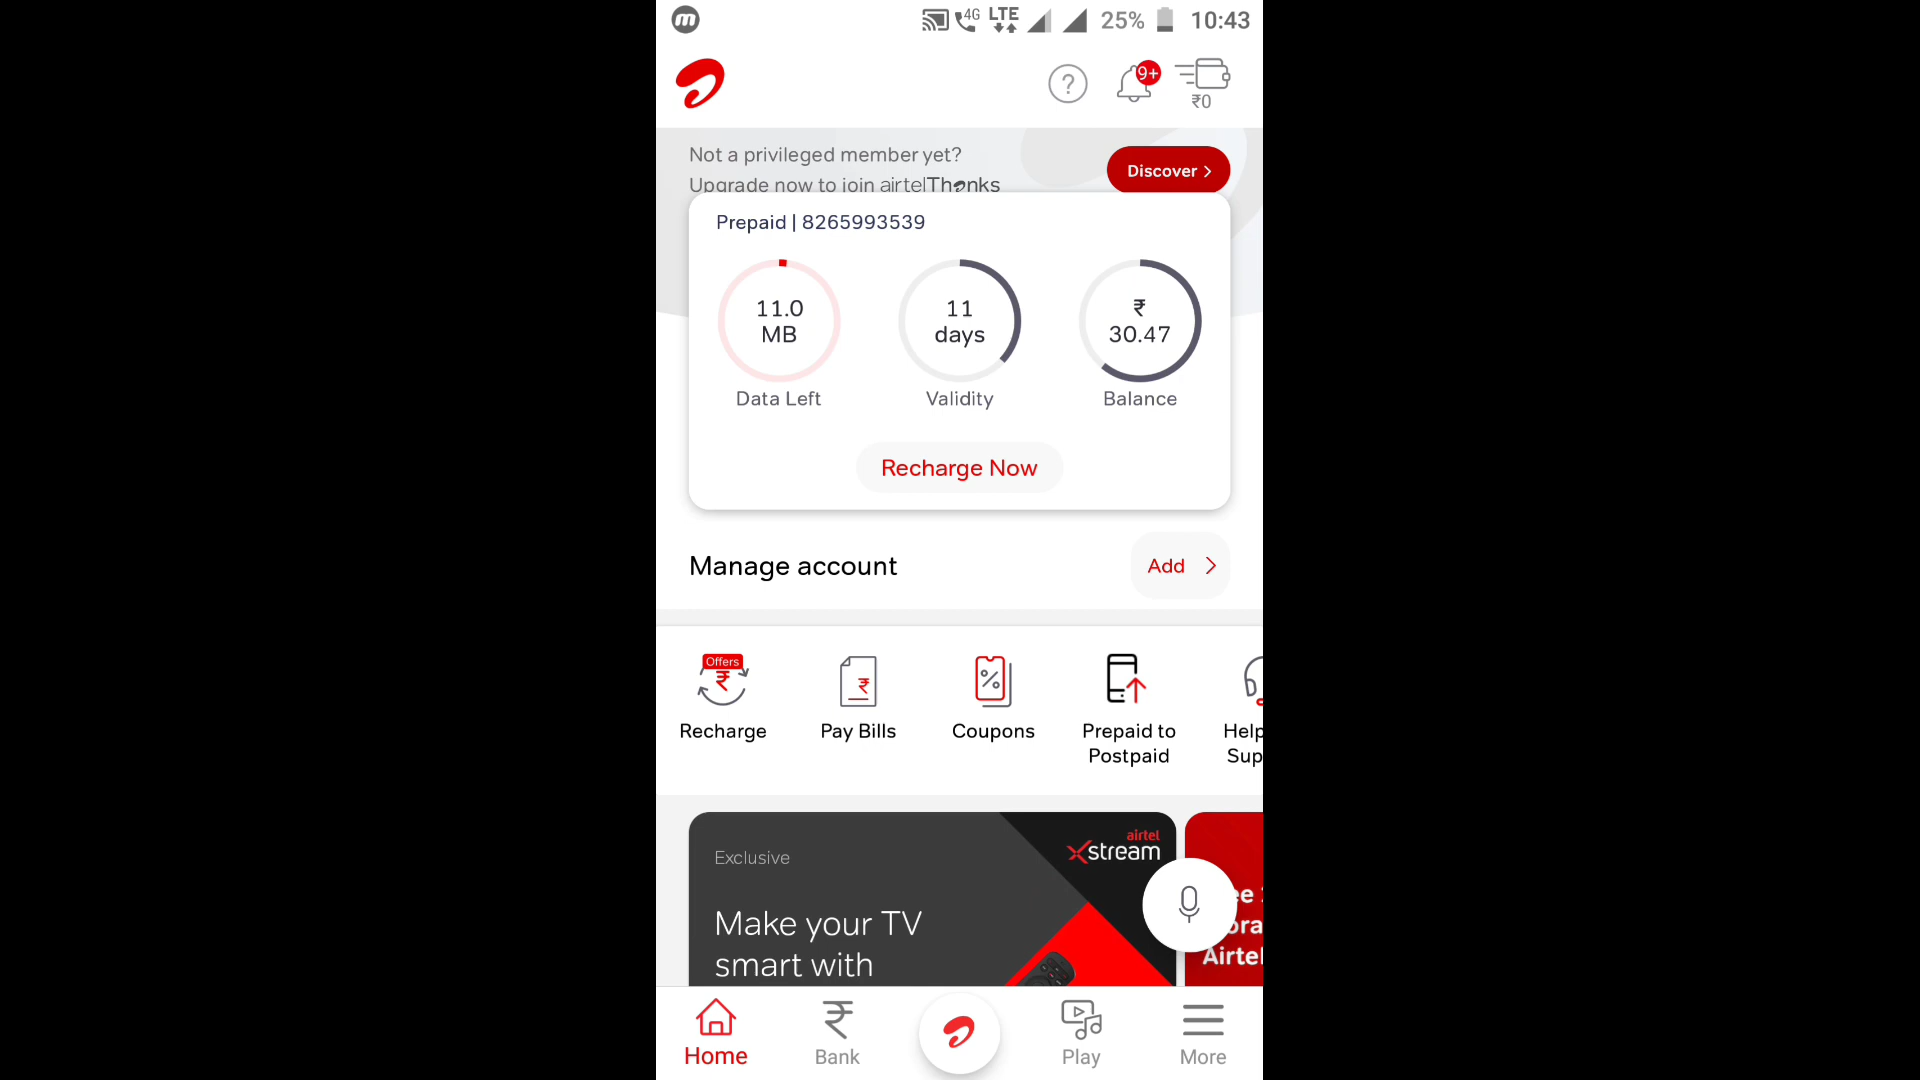 m
4G
LTE
25%
10:43
?
9+
₹0
Not a privileged member yet?
Upgrade now to join airtelThanks
Discover >
Prepaid | 8265993539
11.0
MB
Data Left
11
days
Validity
₹
30.47
Balance
Recharge Now
Manage account
Add >
Offers
₹
Recharge
₹
Pay Bills
%
Coupons
Prepaid to
Postpaid
Help
Sup
Exclusive
airtel
Xstream
Make your TV
smart with
Airtel
Home
₹
Bank
Play
More